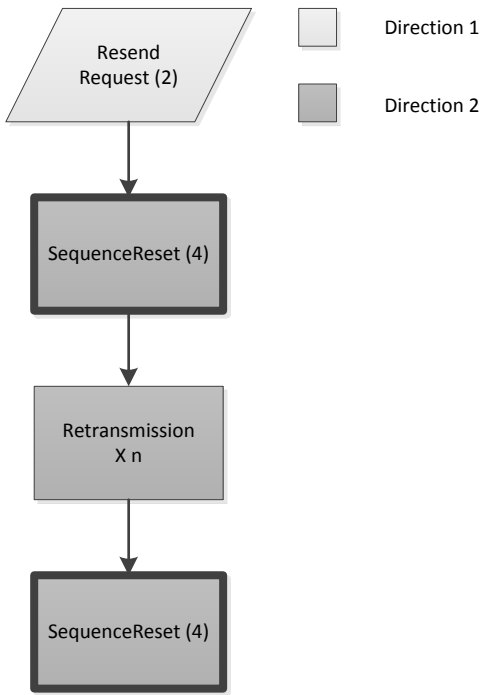 Resend
Request (2)
Direction 1
Direction 2
SequenceReset (4)
Retransmission
X n
SequenceReset (4)